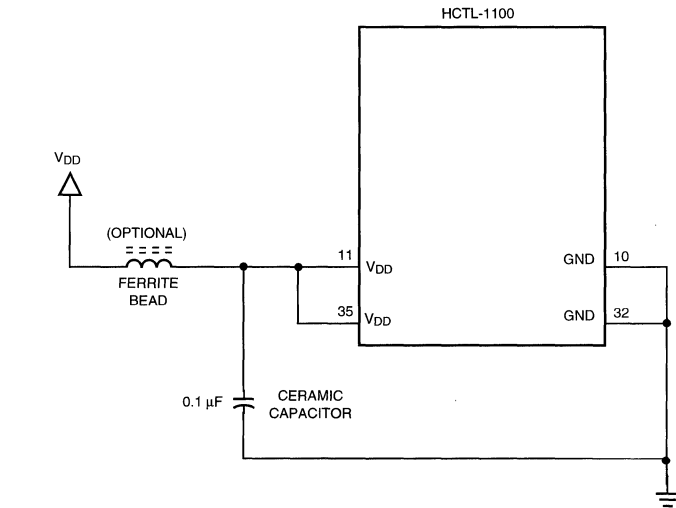 HCTL-1100
VDD
(OPTIONAL)
FERRITE
BEAD
11
VDD
35
VDD
GND
10
GND
32
0.1 µF
CERAMIC
CAPACITOR